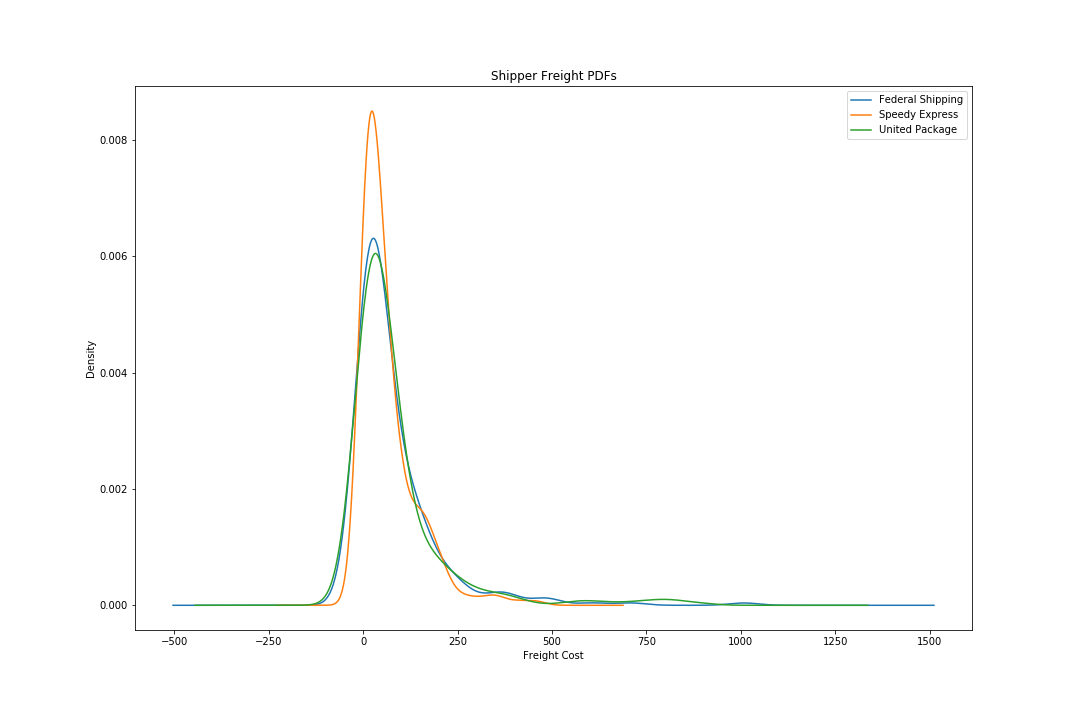 Shipper Freight PDFs
Federal Shipping
Speedy Express
United Package
0.008
0.006
0.004
0.002
0.000
Density
−500
−250
0
250
500
750
1000
1250
1500
Freight Cost